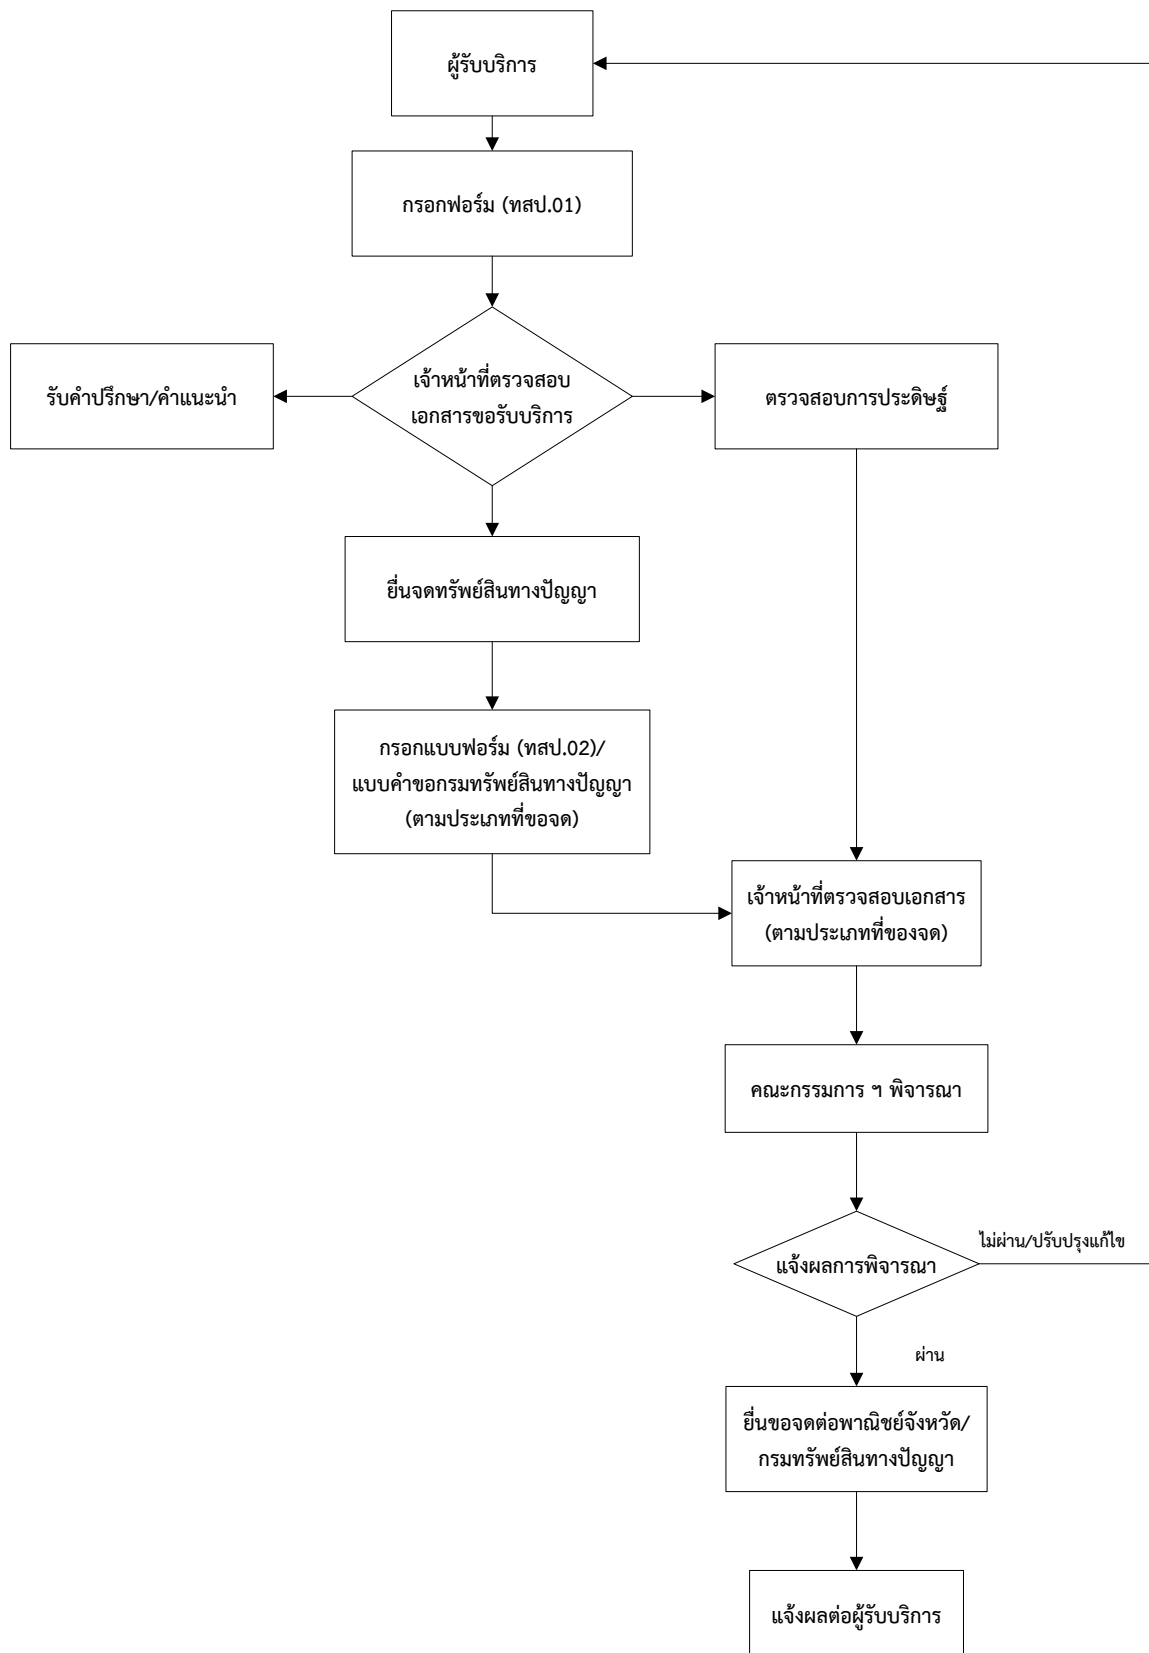 ผู้รับบริการ
กรอกฟอร์ม (ทสป.01)
เจ้าหน้าที่ตรวจสอบ
เอกสารขอรับบริการ
รับคำปรึกษา/คำแนะนำ
ตรวจสอบการประดิษฐ์
ยื่นจดทรัพย์สินทางปัญญา
กรอกแบบฟอร์ม (ทสป.02)/
แบบคำขอกรมทรัพย์สินทางปัญญา
(ตามประเภทที่ขอจด)
เจ้าหน้าที่ตรวจสอบเอกสาร
(ตามประเภทที่ของจด)
คณะกรรมการ ฯ พิจารณา
แจ้งผลการพิจารณา
ไม่ผ่าน/ปรับปรุงแก้ไข
ผ่าน
ยื่นขอจดต่อพาณิชย์จังหวัด/
กรมทรัพย์สินทางปัญญา
แจ้งผลต่อผู้รับบริการ